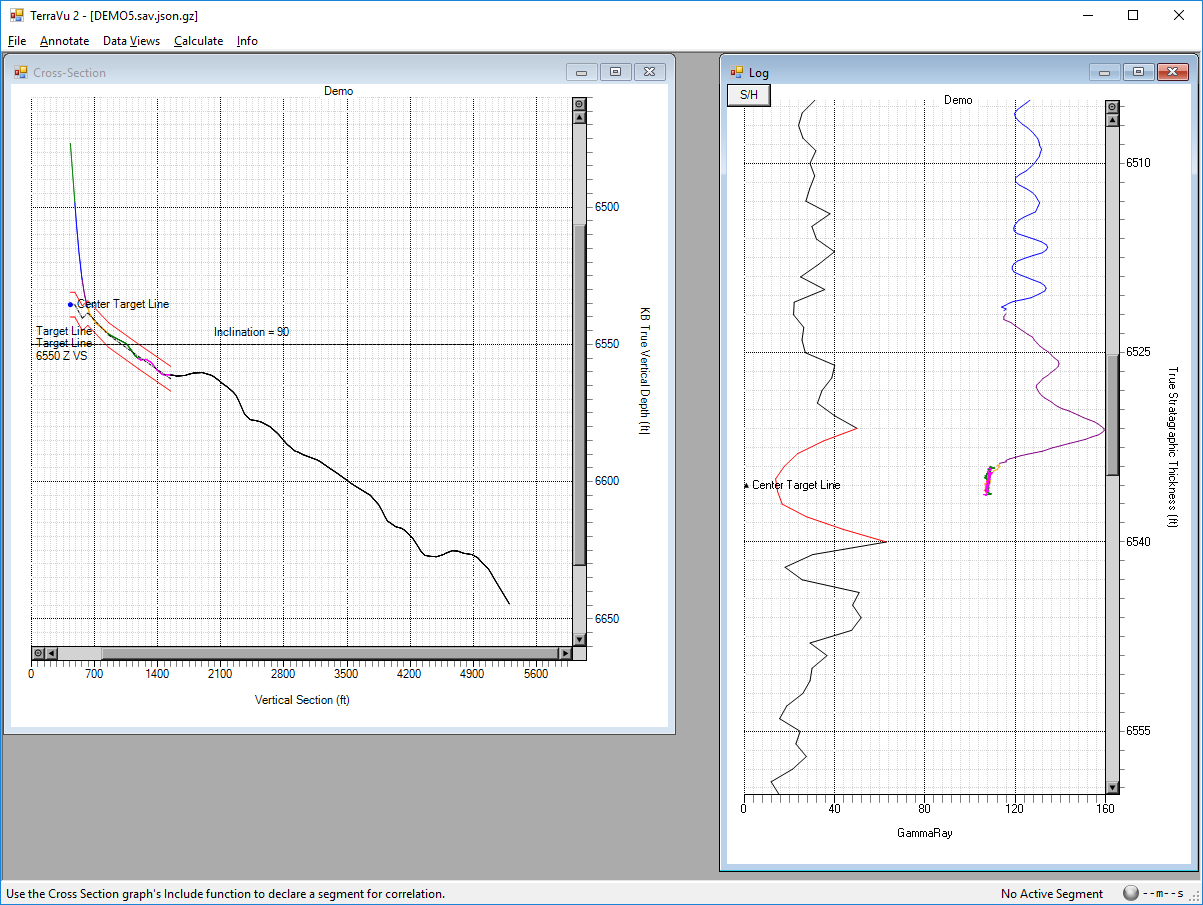 TerraVu 2 - [DEMO5.sav.json.gz]
File Annotate Data Views Calculate Info
Cross-Section
Demo
6500
Center Target Line
Inclination = 90
Target Line
Target Line
6550 Z VS
6550
6600
6650
KB True Vertical Depth (ft)
0 700 1400 2100 2800 3500 4200 4900 5600
Vertical Section (ft)
Log
S/H
Demo
6510
6525
Center Target Line
6540
6555
True Stratagraphic Thickness (ft)
0 40 80 120 160
GammaRay
Use the Cross Section graph's Include function to declare a segment for correlation.
No Active Segment
--m--s